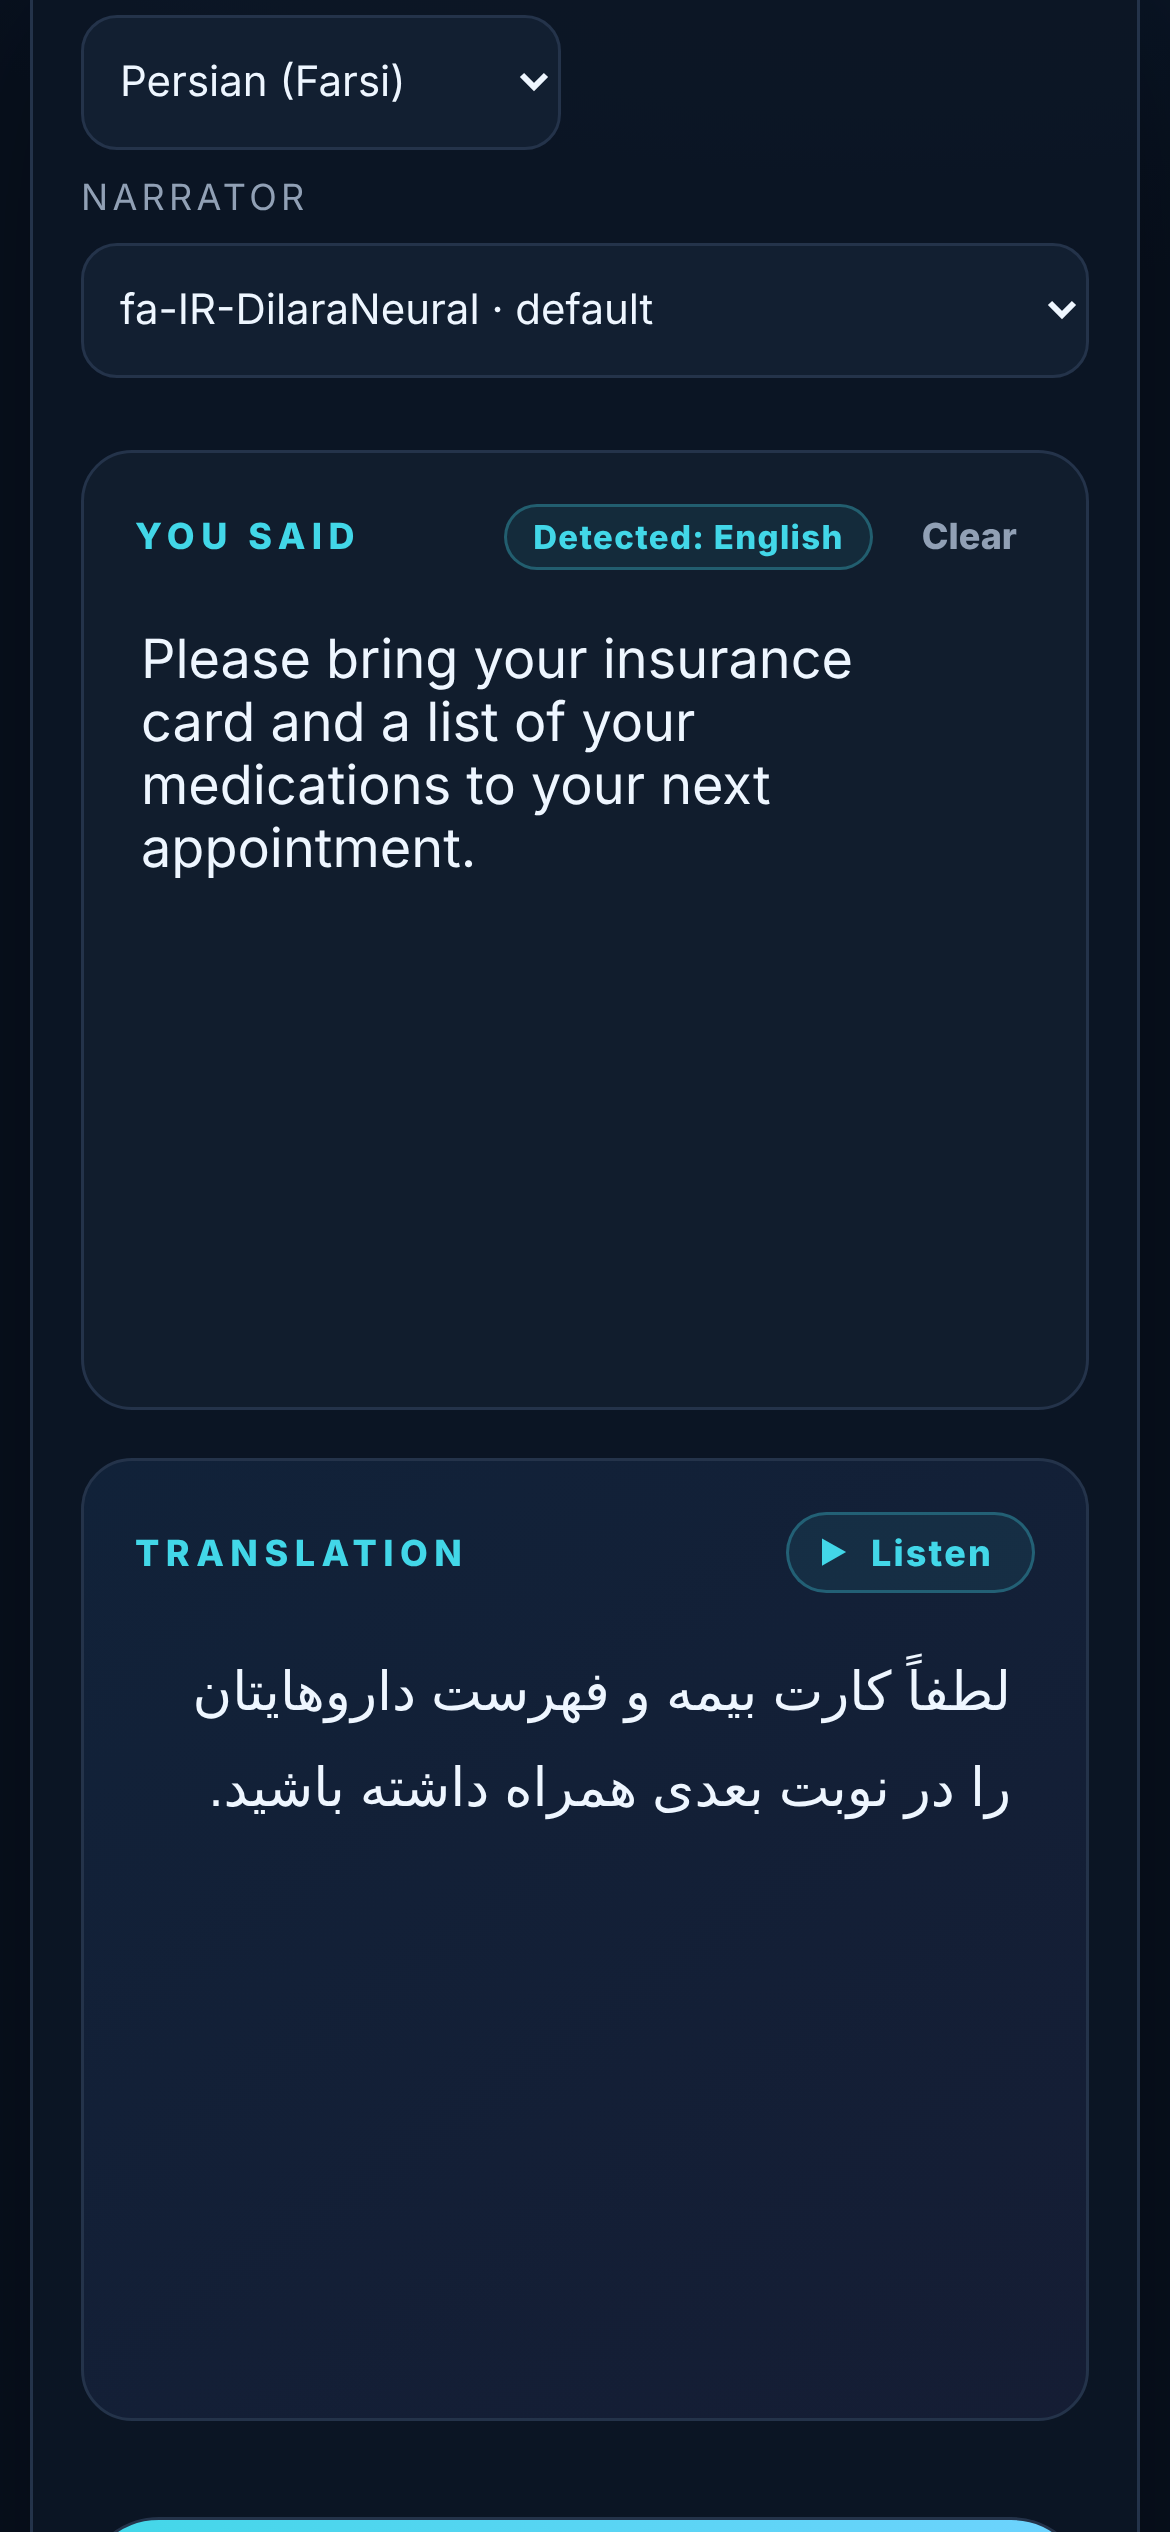 Persian (Farsi)
NARRATOR
fa-IR-DilaraNeural · default
YOU SAID
Detected: English
Clear
Please bring your insurance
card and a list of your
medications to your next
appointment.
TRANSLATION
Listen
لطفاً کارت بیمه و فهرست داروهایتان
را در نوبت بعدی همراه داشته باشید.